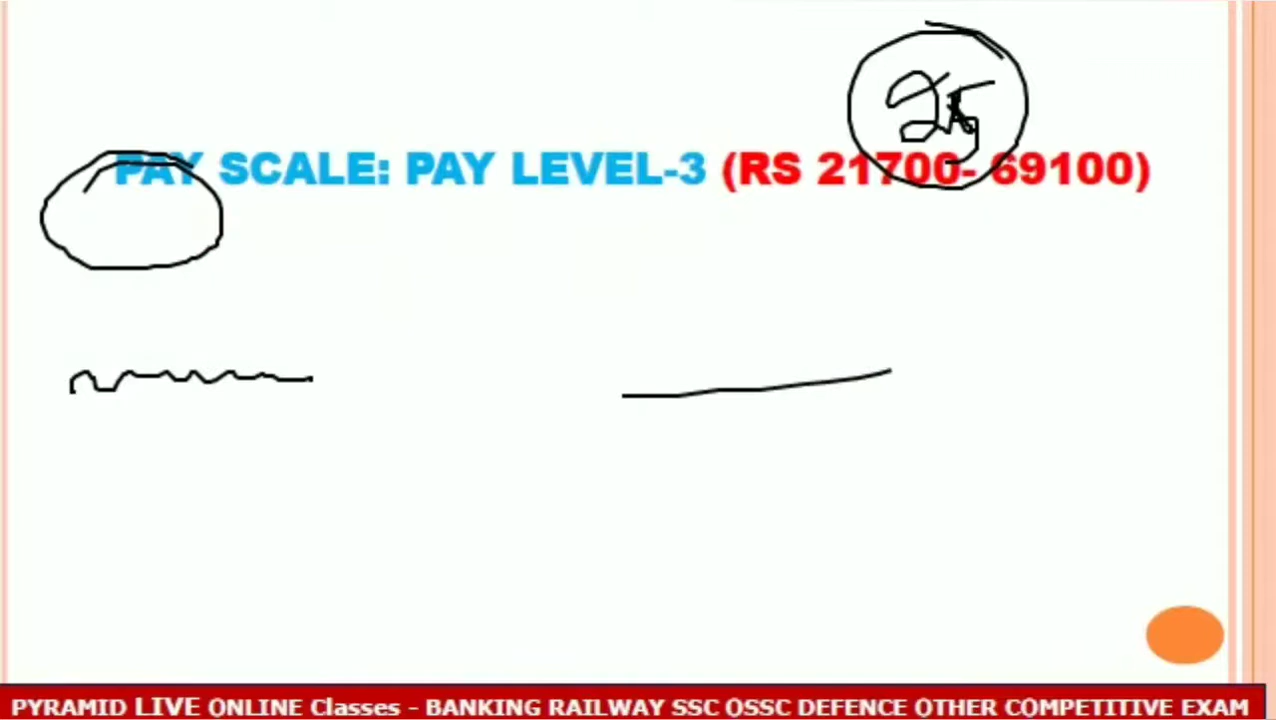 25
PAY SCALE: PAY LEVEL-3 (RS 21700- 69100)
PYRAMID LIVE ONLINE Classes - BANKING RAILWAY SSC OSSC DEFENCE OTHER COMPETITIVE EXAM